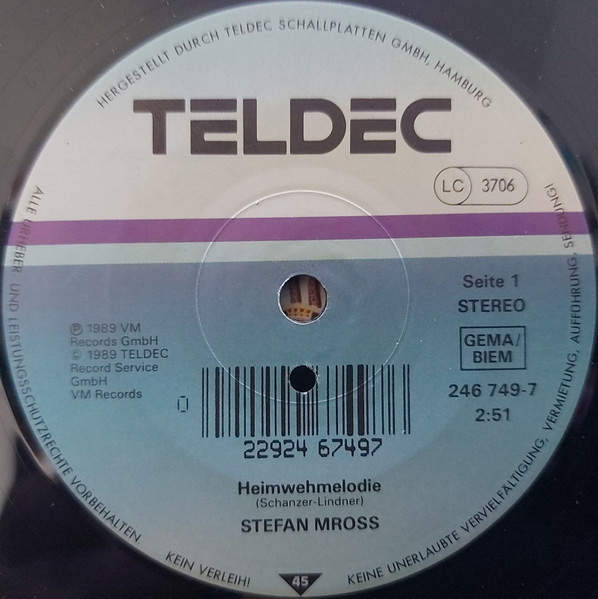 HERGESTELLT DURCH TELDEC SCHALLPLATTEN GMBH, HAMBURG
TELDEC
LC 3706
Seite 1
STEREO
GEMA/
BIEM
246 749-7
2:51
℗ 1989 VM
Records GmbH
© 1989 TELDEC
Record Service
GmbH
VM Records
0
22924 67497
Heimwehmelodie
(Schanzer-Lindner)
STEFAN MROSS
45
ALLE URHEBER UND LEISTUNGSSCHUTZRECHTE VORBEHALTEN. KEIN VERLEIH! KEINE UNERLAUBTE VERVIELFÄLTIGUNG, VERMIETUNG, AUFFÜHRUNG, SENDUNG!